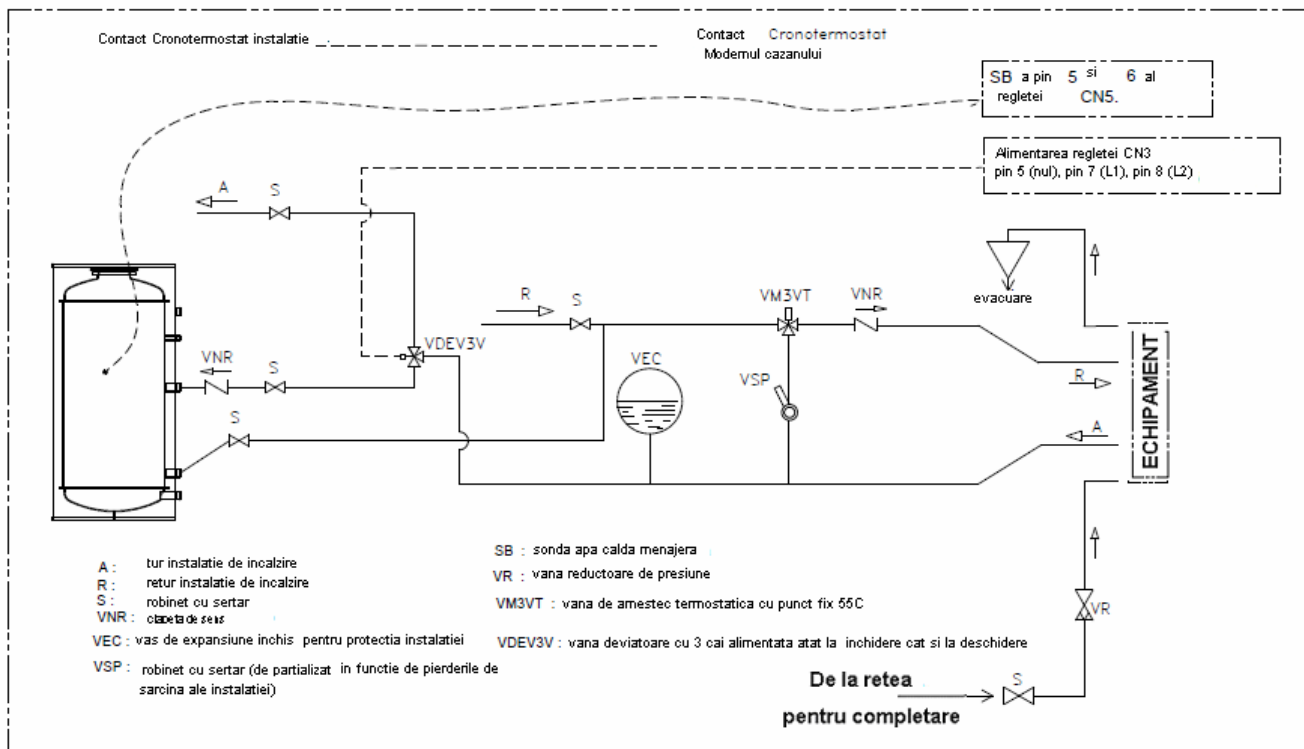 Contact Cronotermostat instalatie
Contact Cronotermostat
Modernul cazanului
SB a pin 5 si 6 al
regletei CN5.
Alimentarea regletei CN3
pin 5 (nul), pin 7 (L1), pin 8 (L2)
A
S
evacuare
R
S
VM3VT
VNR
VDEV3V
VNR
S
VEC
VSP
R
S
A
ECHIPAMENT
VR
S
A : tur instalatie de incalzire
R : retur instalatie de incalzire
S : robinet cu sertar
VNR : clapeta de sens
VEC : vas de expansiune inchis pentru protectia instalatiei
VSP : robinet cu sertar (de partializat in functie de pierderile de
sarcina ale instalatiei)
SB : sonda apa calda menajera
VR : vana reductoare de presiune
VM3VT : vana de amestec termostatica cu punct fix 55C
VDEV3V : vana deviatoare cu 3 cai alimentata atat la inchidere cat si la deschidere
De la retea
pentru completare